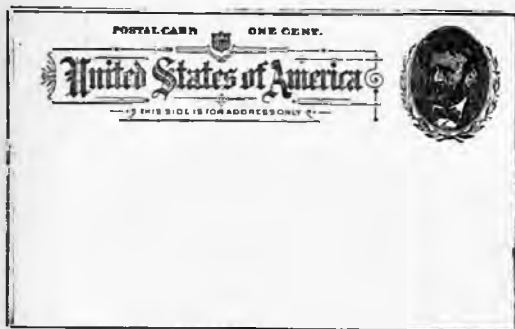 POSTAL CARD ONE CENT.
United States of America
THIS SIDE IS FOR ADDRESS ONLY